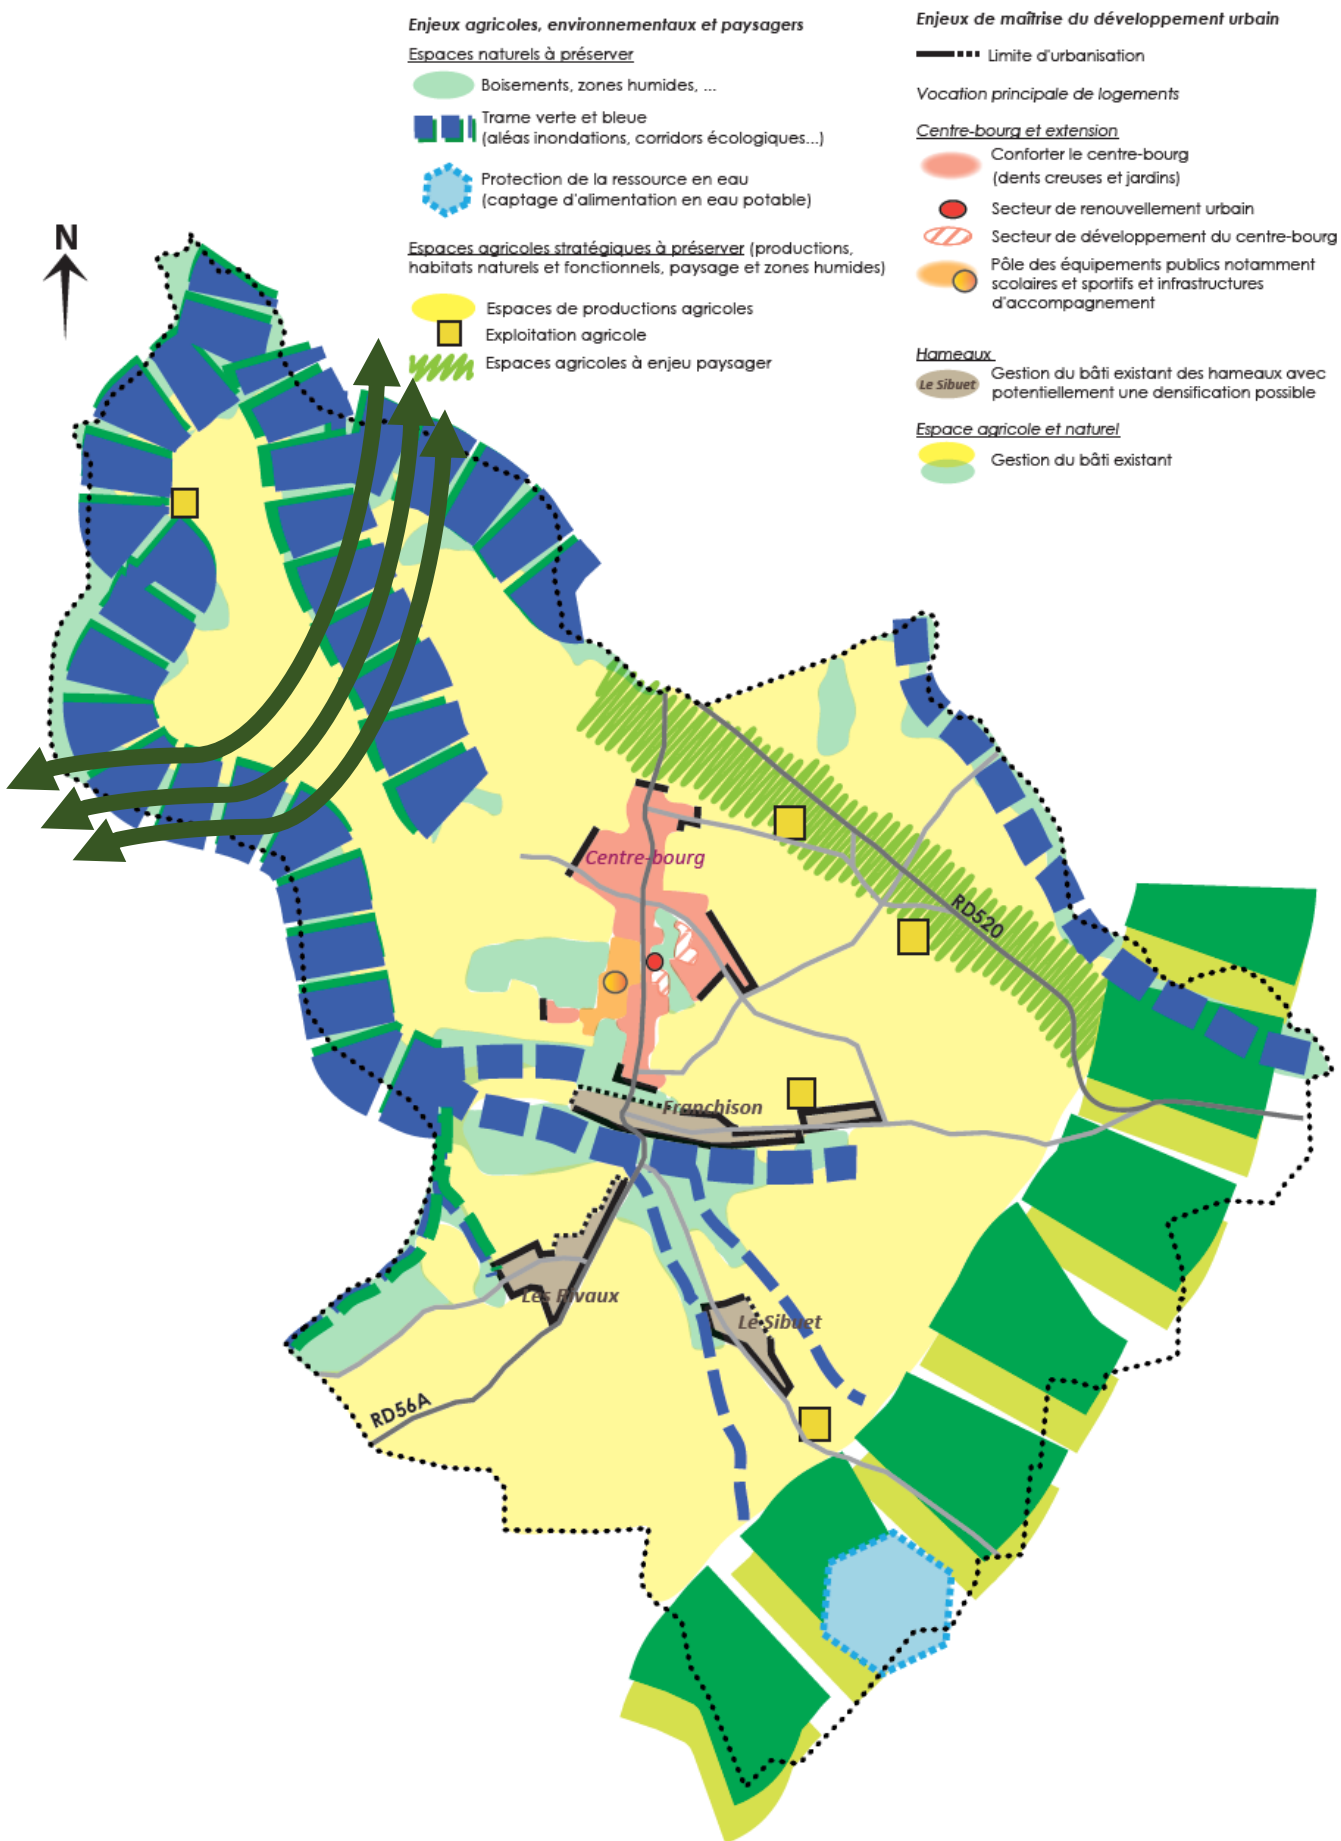 Enjeux agricoles, environnementaux et paysagers
Espaces naturels à préserver
Boisements, zones humides, ...
Trame verte et bleue
(aléas inondations, corridors écologiques...)
Protection de la ressource en eau
(captage d'alimentation en eau potable)
Espaces agricoles stratégiques à préserver (productions,
habitats naturels et fonctionnels, paysage et zones humides)
Espaces de productions agricoles
Exploitation agricole
Espaces agricoles à enjeu paysager
Enjeux de maîtrise du développement urbain
Limite d'urbanisation
Vocation principale de logements
Centre-bourg et extension
Conforter le centre-bourg
(dents creuses et jardins)
Secteur de renouvellement urbain
Secteur de développement du centre-bourg
Pôle des équipements publics notamment
scolaires et sportifs et infrastructures
d'accompagnement
Hameaux
Le Sibuet
Gestion du bâti existant des hameaux avec
potentiellement une densification possible
Espace agricole et naturel
Gestion du bâti existant
N
Centre-bourg
RD520
Franchison
Les Rivaux
Le Sibuet
RD56A